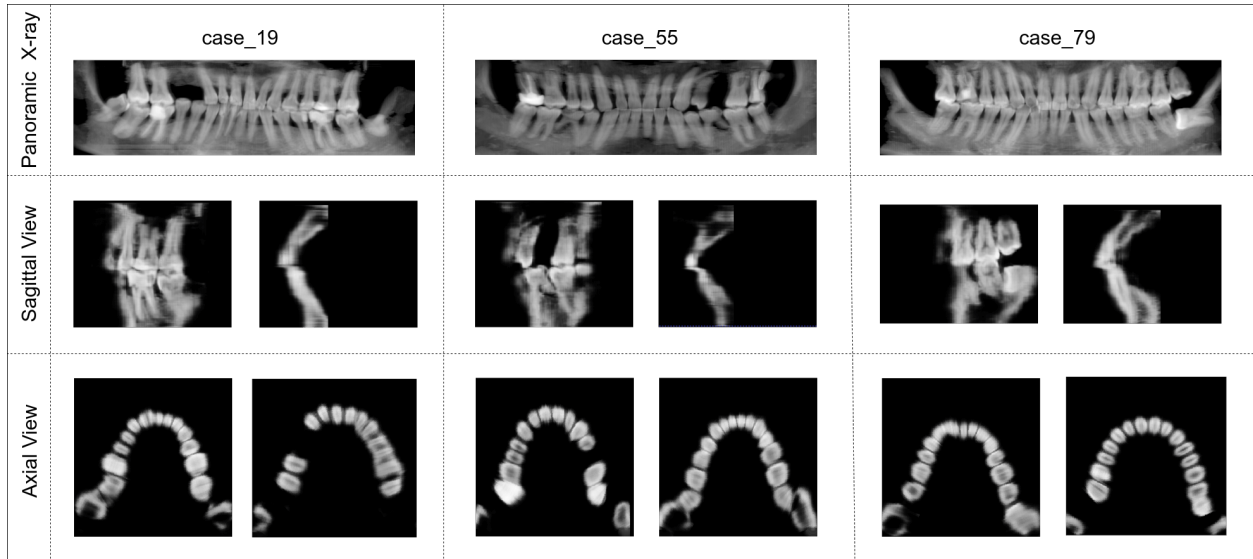 case_19
case_55
case_79
Panoramic X-ray
Sagittal View
Axial View